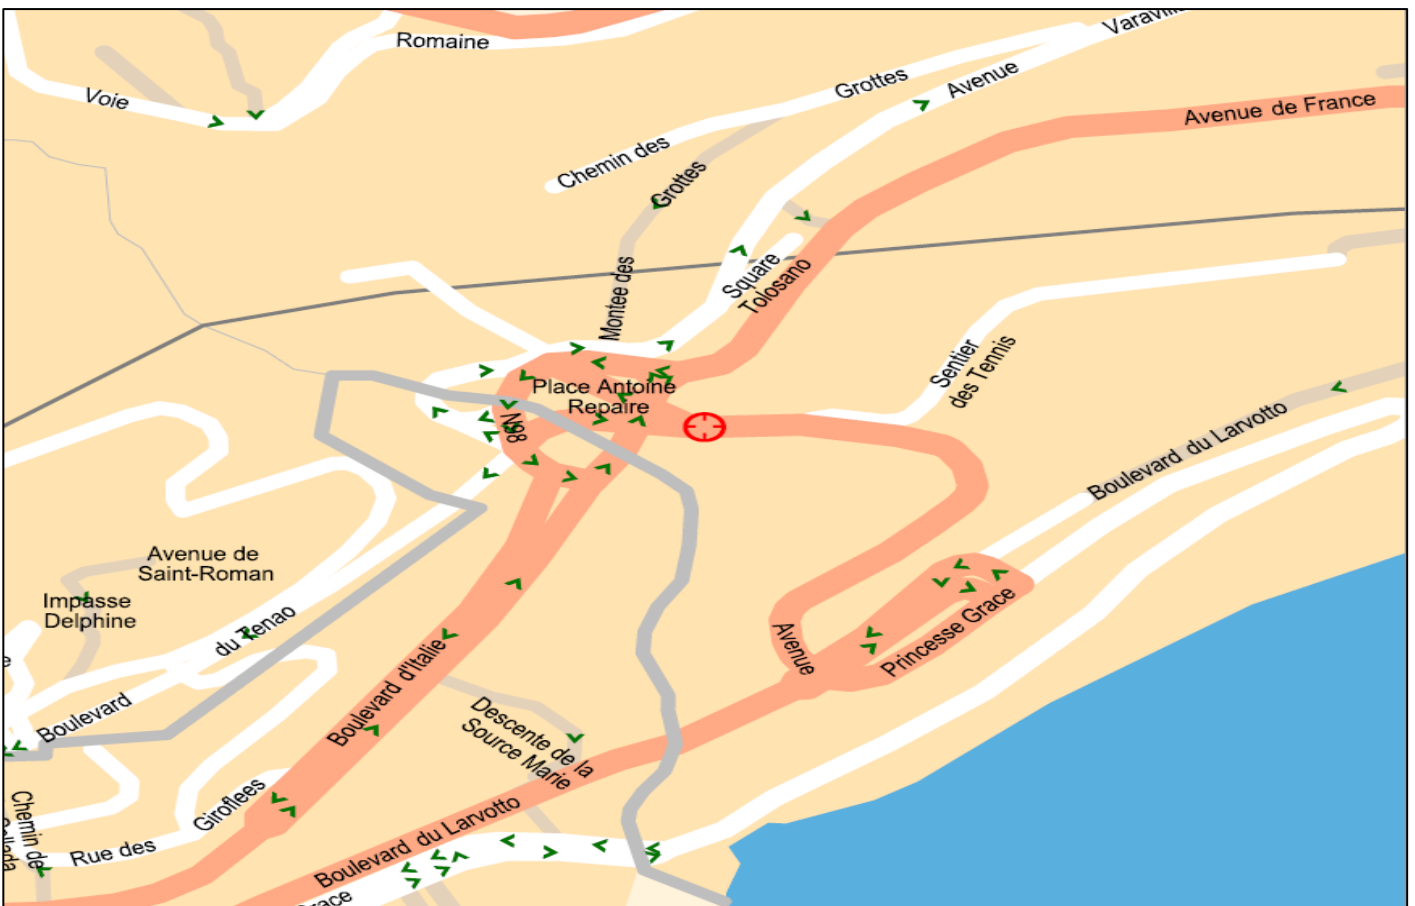 Varavil
Romaine
Grottes
Avenue
Voie
Avenue de France
Chemin des
Grottes
Montee des
Square
Tolosano
Sentier
des Tennis
Place Antoine
Repaire
N98
Boulevard du Larvotto
Avenue de
Saint-Roman
Impasse
Delphine
du Tenao
Princesse Grace
Avenue
Boulevard d'Italie
e
Boulevard
Descente de la
Source Marie
Giroflees
Chemin de
Rue des
Boulevard du Larvotto
race